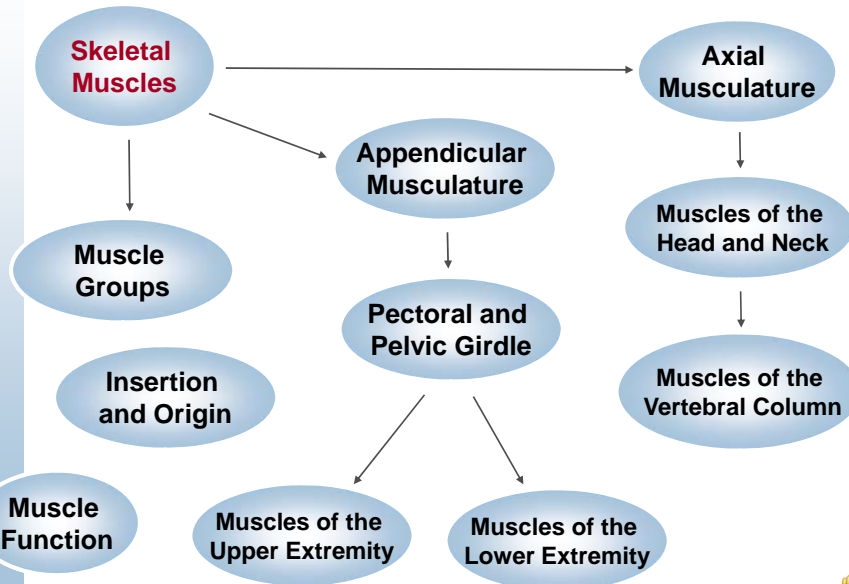 Skeletal
Muscles
Axial
Musculature
Appendicular
Musculature
Muscles of the
Head and Neck
Muscle
Groups
Pectoral and
Pelvic Girdle
Insertion
and Origin
Muscles of the
Vertebral Column
Muscle
Function
Muscles of the
Upper Extremity
Muscles of the
Lower Extremity